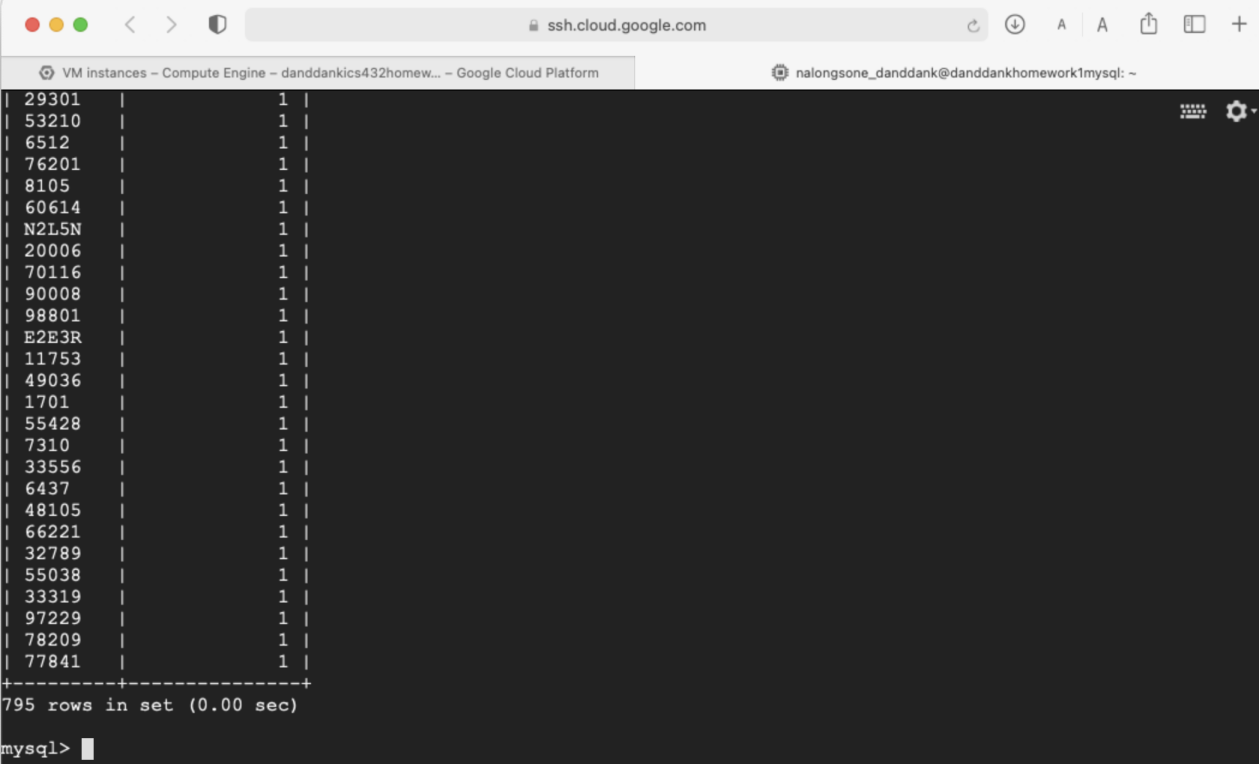 ssh.cloud.google.com
A A
VM instances – Compute Engine – danddankics432homew... – Google Cloud Platform
nalongsone_danddank@danddankhomework1mysql: ~
| 29301 | 1 |
| 53210 | 1 |
| 6512 | 1 |
| 76201 | 1 |
| 8105 | 1 |
| 60614 | 1 |
| N2L5N | 1 |
| 20006 | 1 |
| 70116 | 1 |
| 90008 | 1 |
| 98801 | 1 |
| E2E3R | 1 |
| 11753 | 1 |
| 49036 | 1 |
| 1701 | 1 |
| 55428 | 1 |
| 7310 | 1 |
| 33556 | 1 |
| 6437 | 1 |
| 48105 | 1 |
| 66221 | 1 |
| 32789 | 1 |
| 55038 | 1 |
| 33319 | 1 |
| 97229 | 1 |
| 78209 | 1 |
| 77841 | 1 |
+---------+---------------+
795 rows in set (0.00 sec)
mysql>